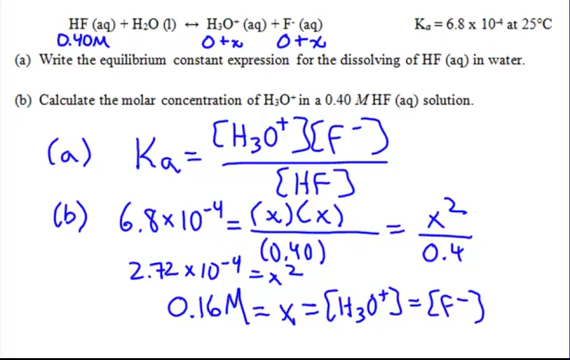 HF (aq) + H₂O (l) ↔ H₃O⁺ (aq) + F⁻ (aq) Kₐ = 6.8 x 10⁻⁴ at 25°C
0.40M 0+x 0+x
(a) Write the equilibrium constant expression for the dissolving of HF (aq) in water.
(b) Calculate the molar concentration of H₃O⁺ in a 0.40 M HF (aq) solution.
(a) Kₐ = [H₃O⁺][F⁻]
[HF]
(b) 6.8×10⁻⁴ = (x)(x) = x²
(0.40) 0.4
2.72×10⁻⁴ = x²
0.16M = x = [H₃O⁺] = [F⁻]